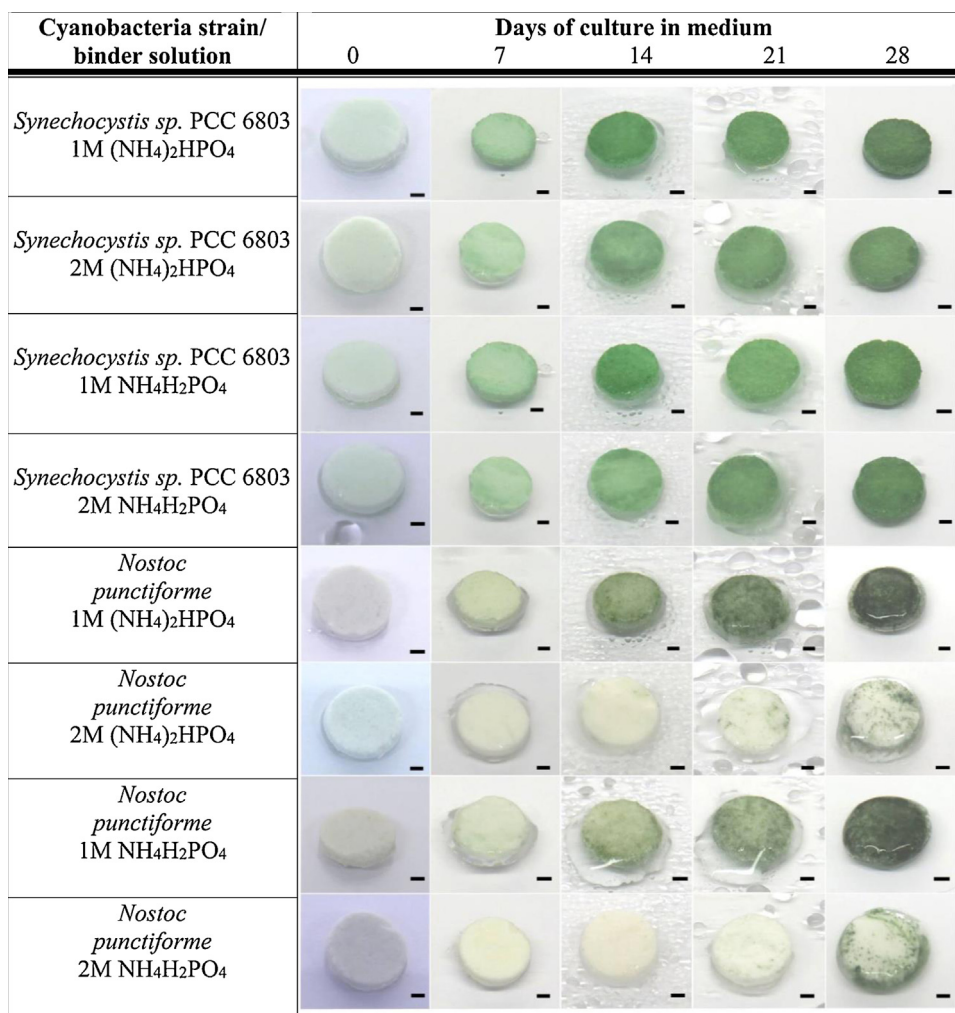 Cyanobacteria strain/
binder solution
Days of culture in medium
0 7 14 21 28
Synechocystis sp. PCC 6803
1M (NH₄)₂HPO₄
Synechocystis sp. PCC 6803
2M (NH₄)₂HPO₄
Synechocystis sp. PCC 6803
1M NH₄H₂PO₄
Synechocystis sp. PCC 6803
2M NH₄H₂PO₄
Nostoc
punctiforme
1M (NH₄)₂HPO₄
Nostoc
punctiforme
2M (NH₄)₂HPO₄
Nostoc
punctiforme
1M NH₄H₂PO₄
Nostoc
punctiforme
2M NH₄H₂PO₄